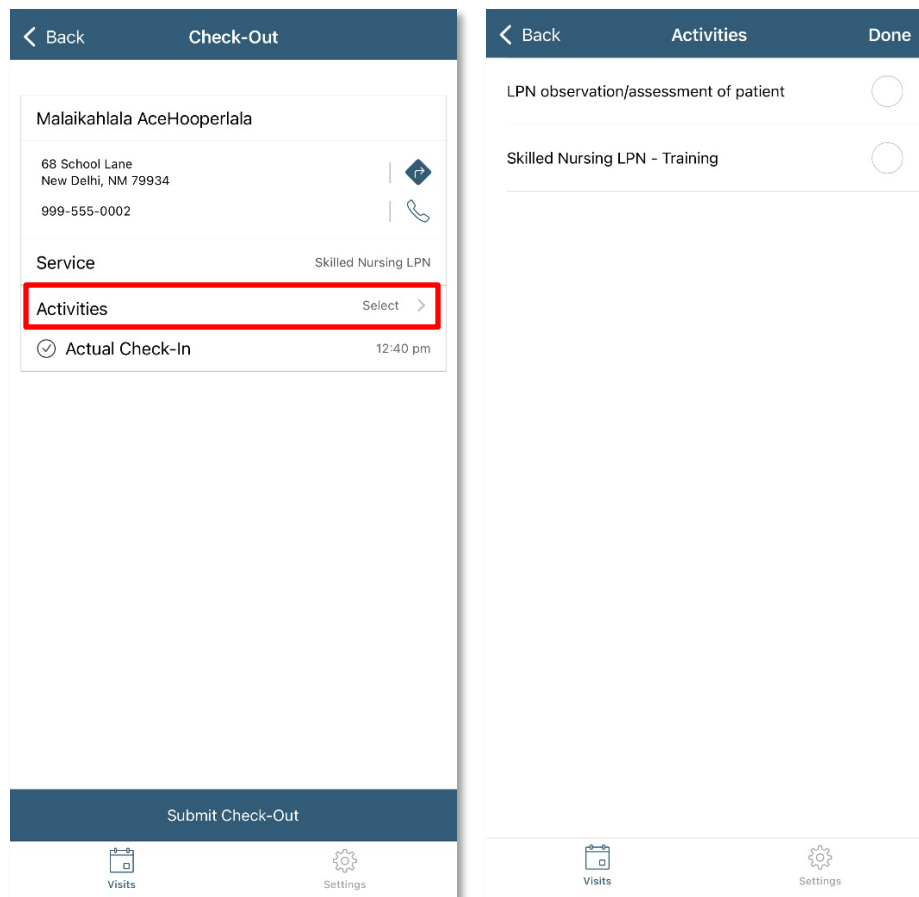 Back
Check-Out
Malaikahlala AceHooperlala
68 School Lane
New Delhi, NM 79934
999-555-0002
Service Skilled Nursing LPN
Activities Select
Actual Check-In 12:40 pm
Submit Check-Out
Visits Settings
Back Activities Done
LPN observation/assessment of patient
Skilled Nursing LPN - Training
Visits Settings